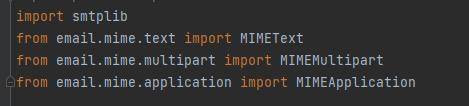 import smtplib
from email.mime.text import MIMEText
from email.mime.multipart import MIMEMultipart
from email.mime.application import MIMEApplication